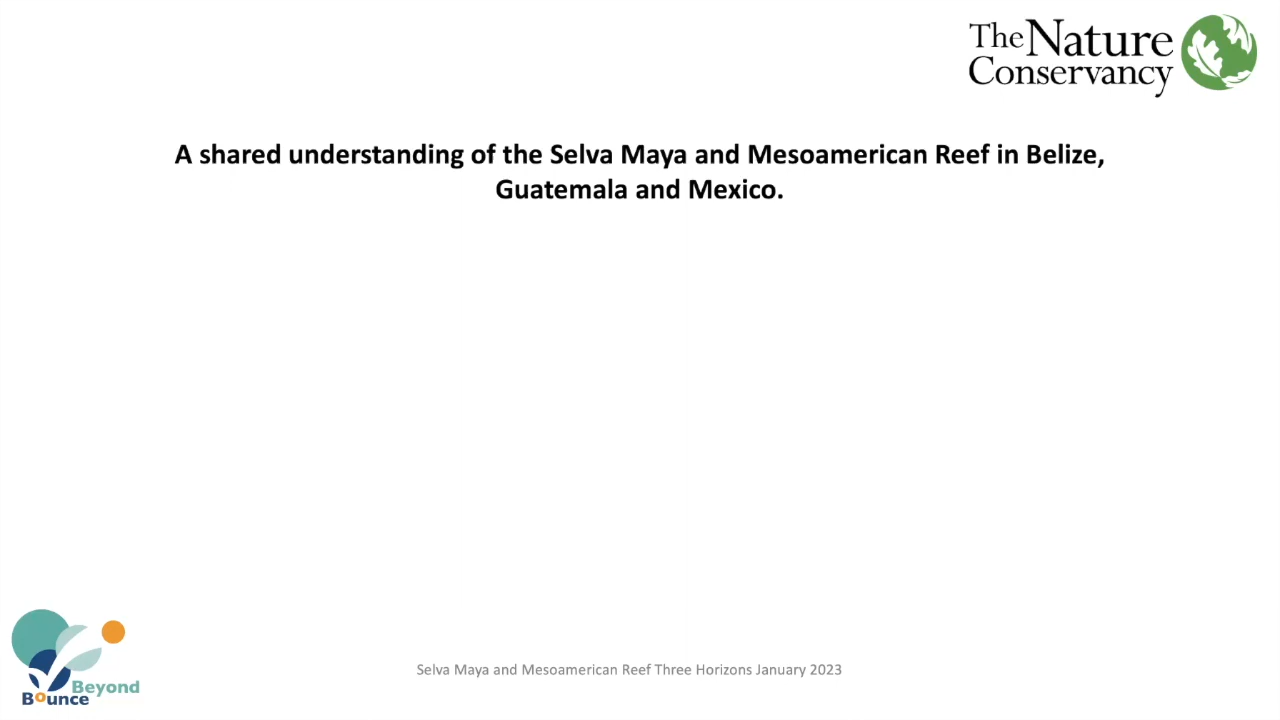 The Nature
Conservancy
A shared understanding of the Selva Maya and Mesoamerican Reef in Belize,
Guatemala and Mexico.
Selva Maya and Mesoamerican Reef Three Horizons January 2023
Beyond
Bounce